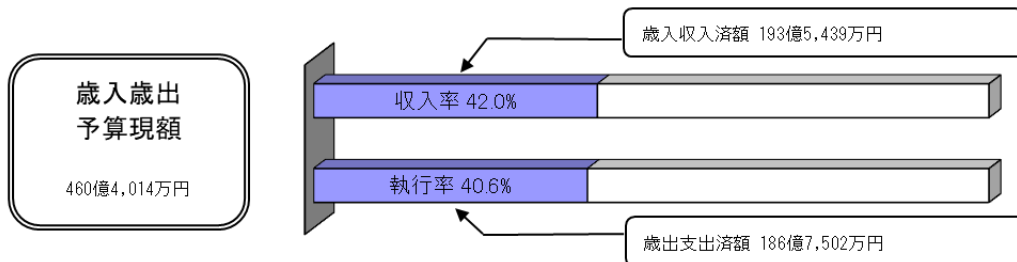 歳入収入済額 193億5,439万円
歳入歳出
予算現額
460億4,014万円
収入率 42.0%
執行率 40.6%
歳出支出済額 186億7,502万円